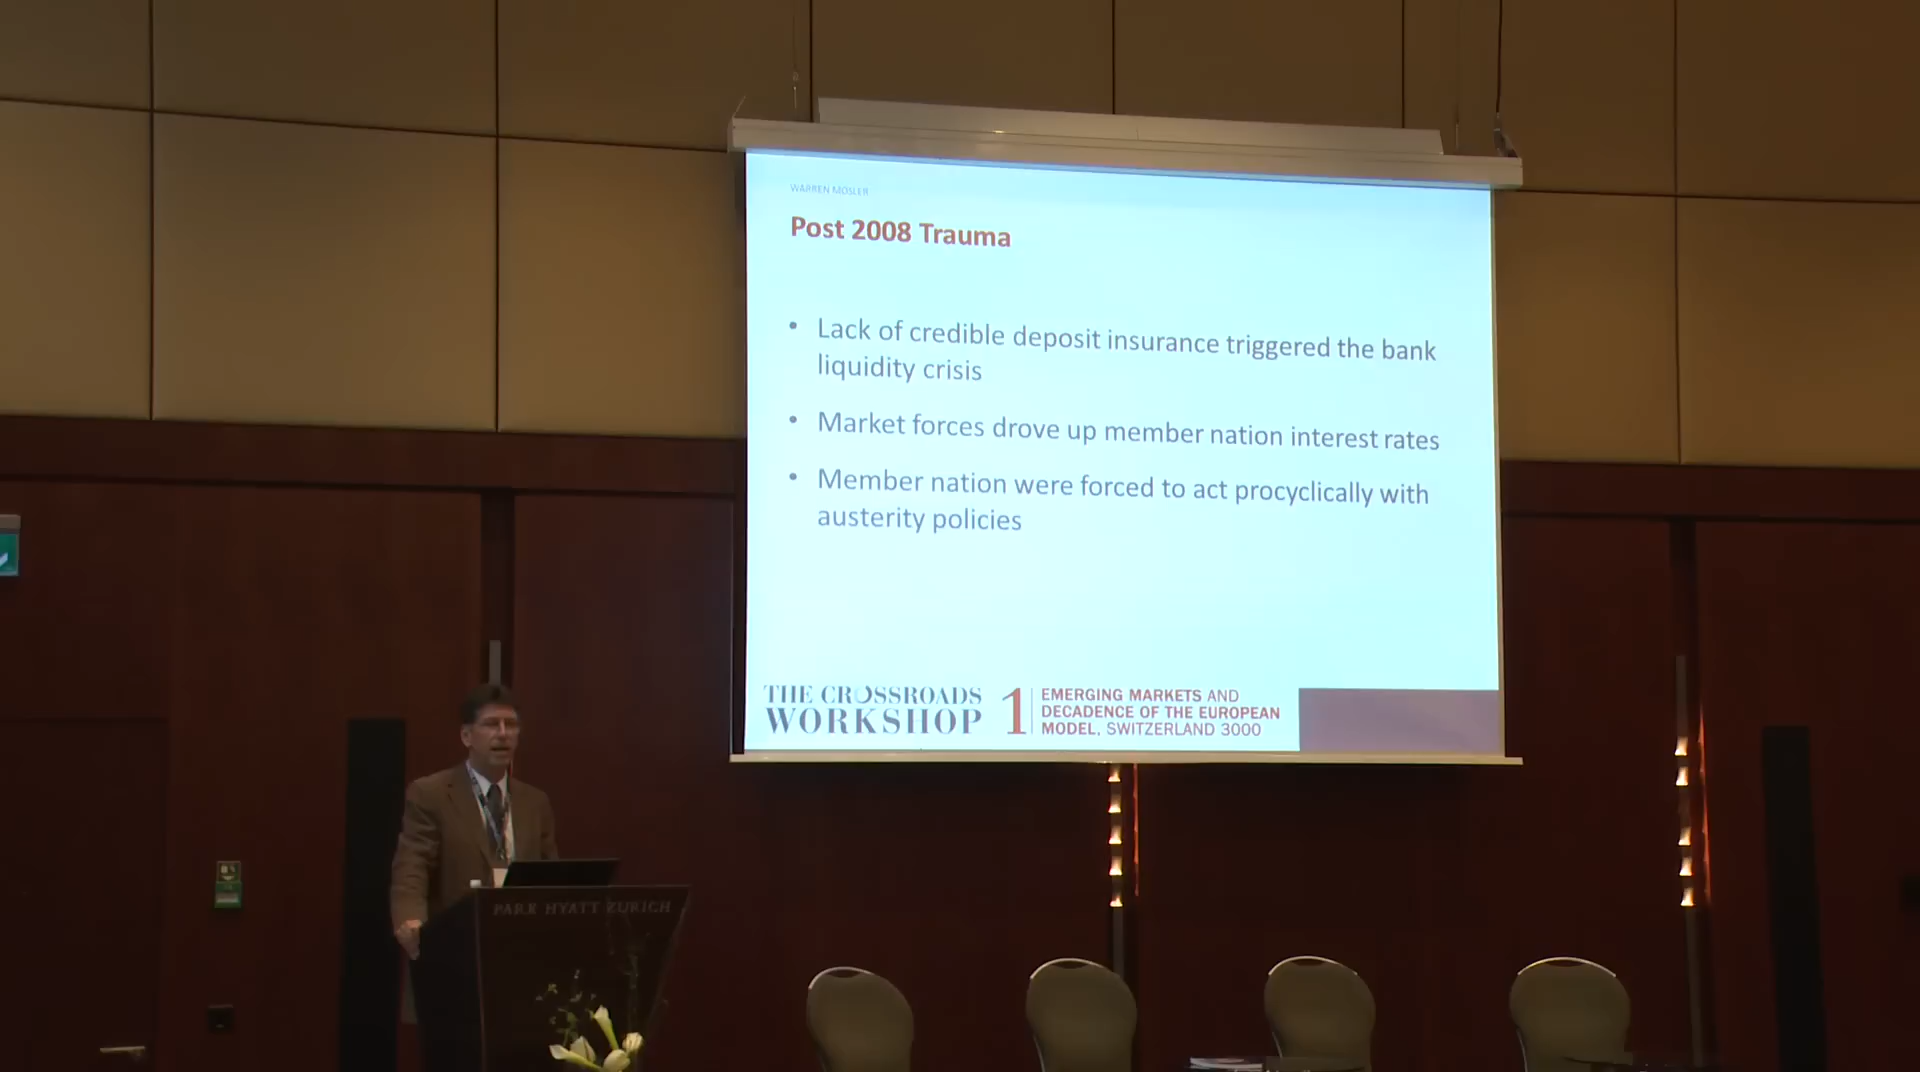 WARREN MOSLER
Post 2008 Trauma
• Lack of credible deposit insurance triggered the bank
liquidity crisis
• Market forces drove up member nation interest rates
• Member nation were forced to act procyclically with
austerity policies
THE CROSSROADS
WORKSHOP
1
EMERGING MARKETS AND
DECADENCE OF THE EUROPEAN
MODEL, SWITZERLAND 3000
PARK HYATT ZURICH